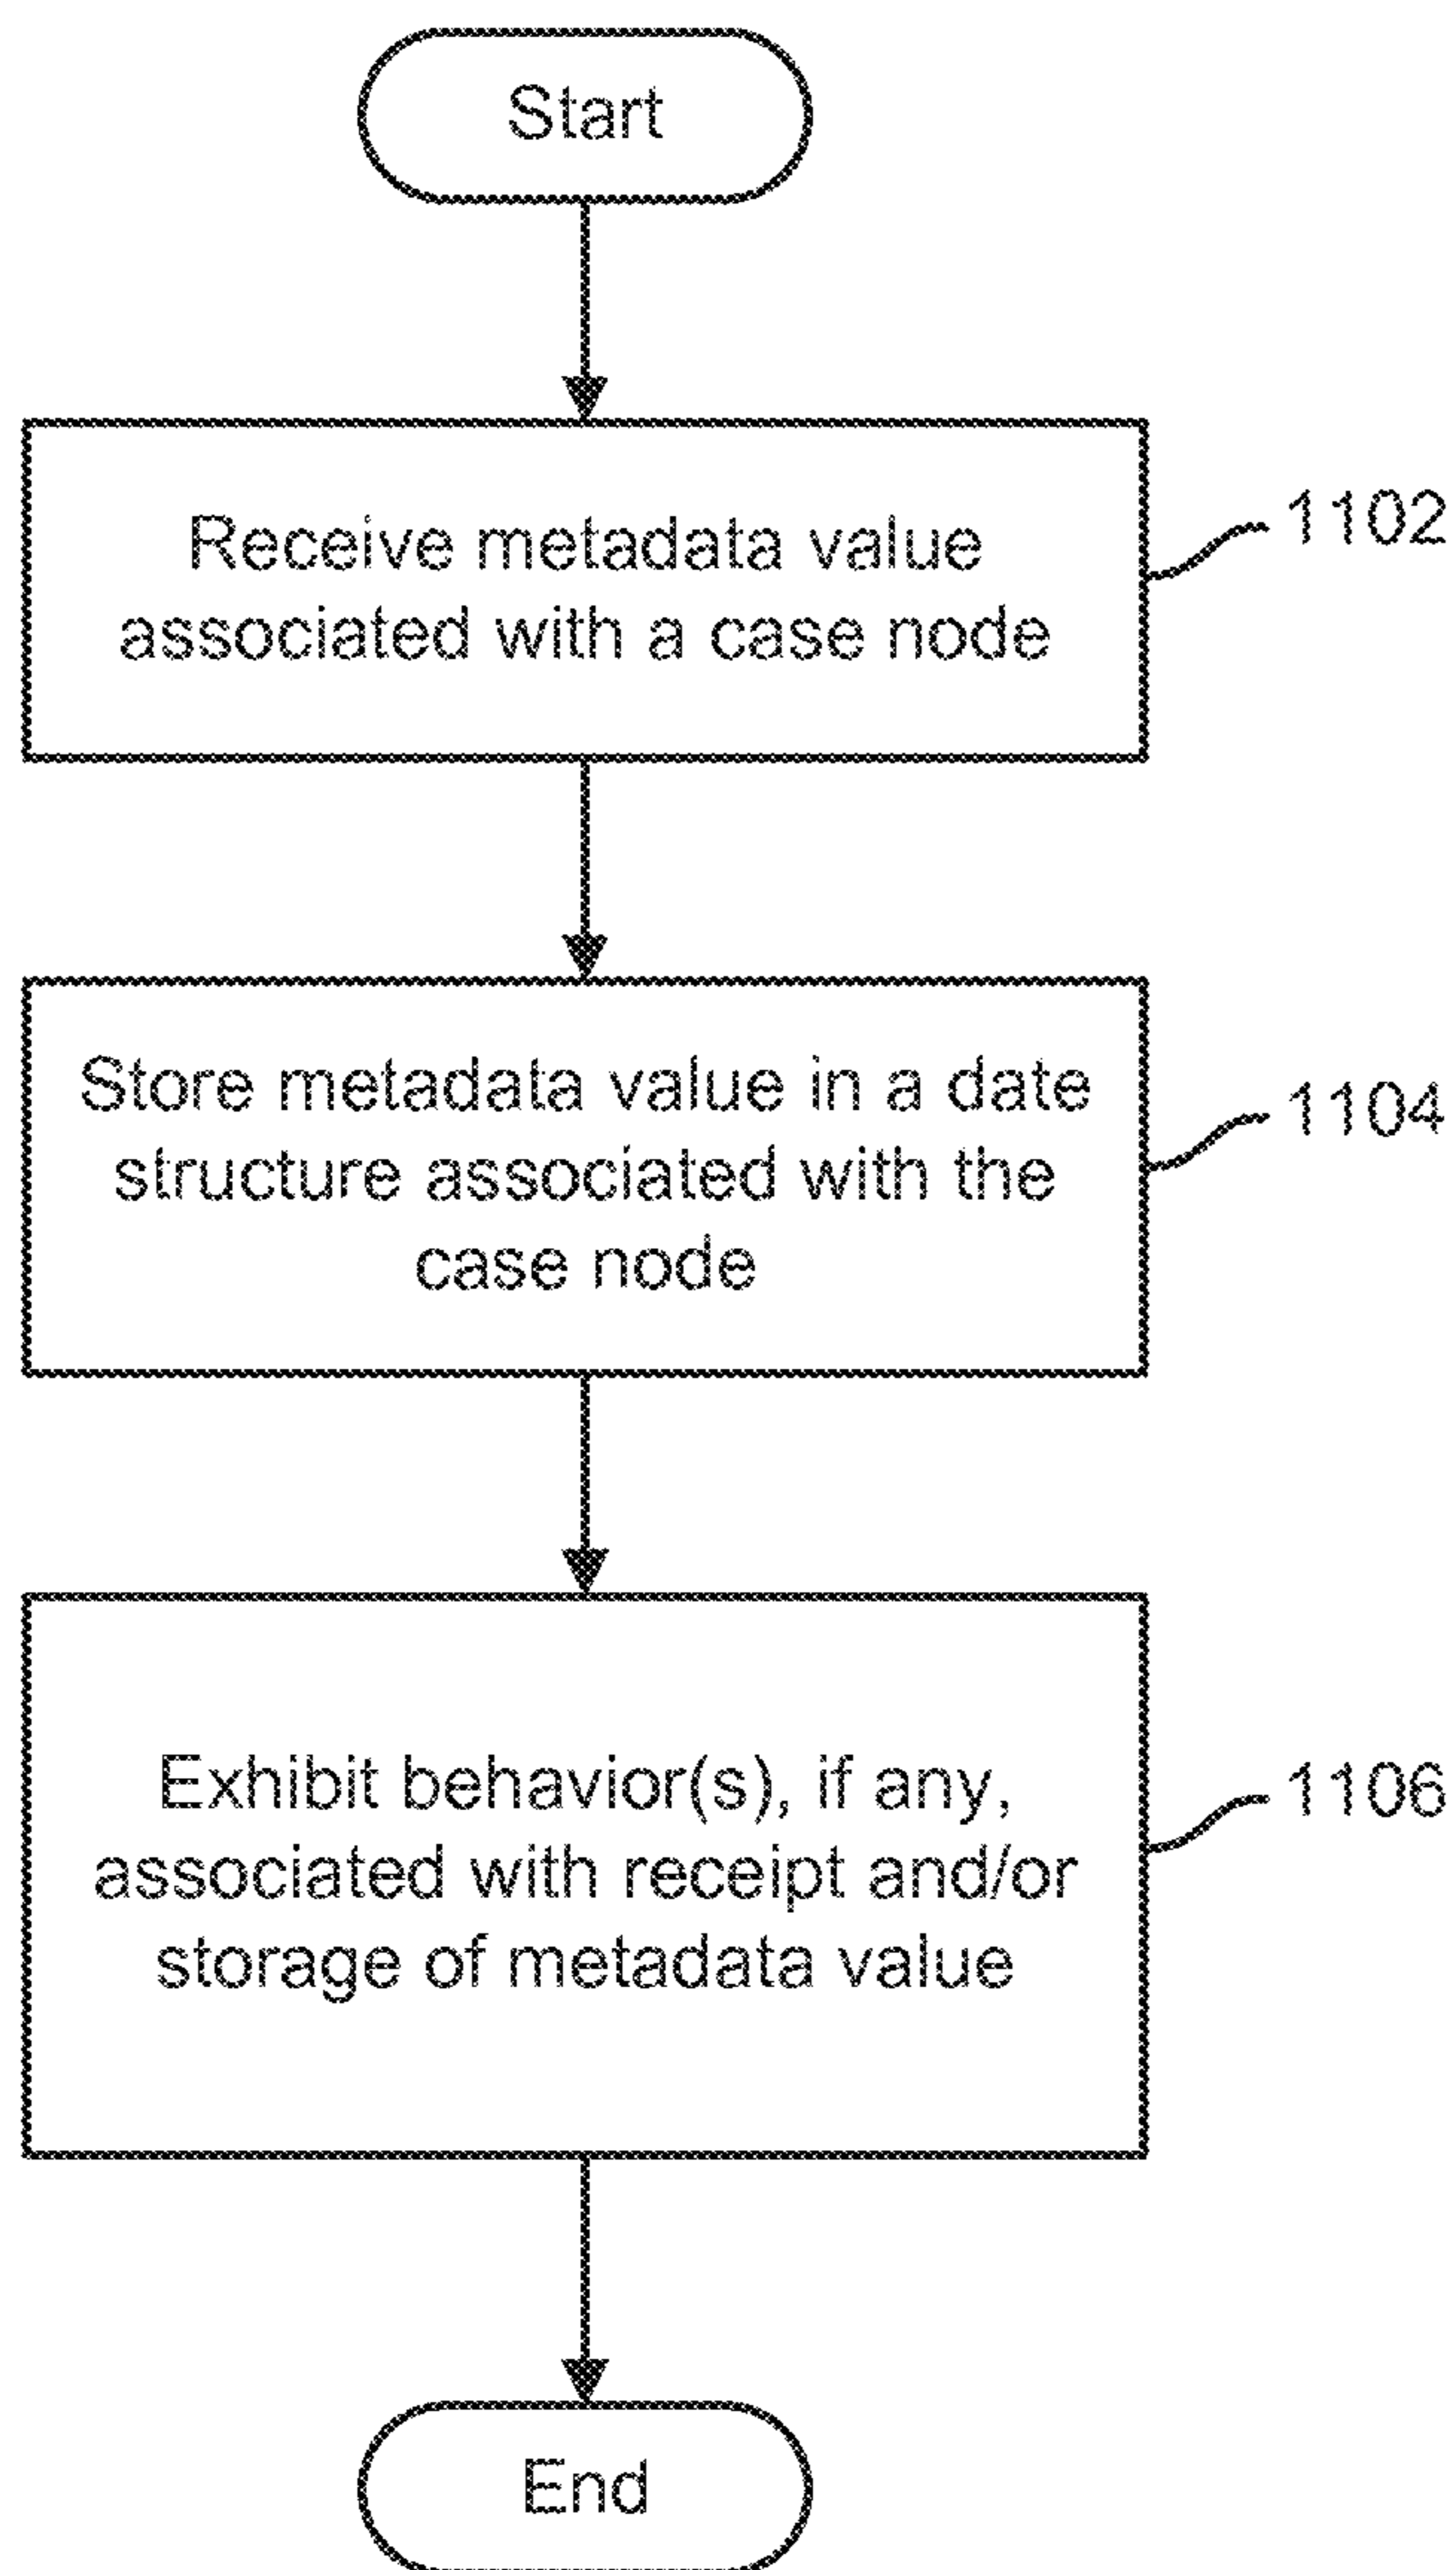 Start
Receive metadata value
associated with a case node
1102
Store metadata value in a date
structure associated with the
case node
1104
Exhibit behavior(s), if any,
associated with receipt and/or
storage of metadata value
1106
End